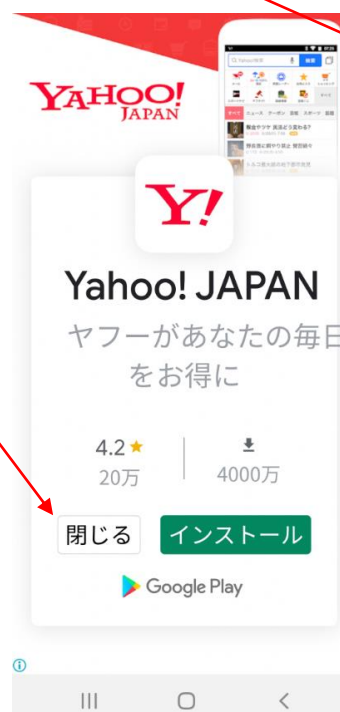 YAHOO!
JAPAN
Y!
Yahoo! JAPAN
ヤフーがあなたの毎日
をお得に
4.2 ★
20万
4000万
閉じる
インストール
Google Play